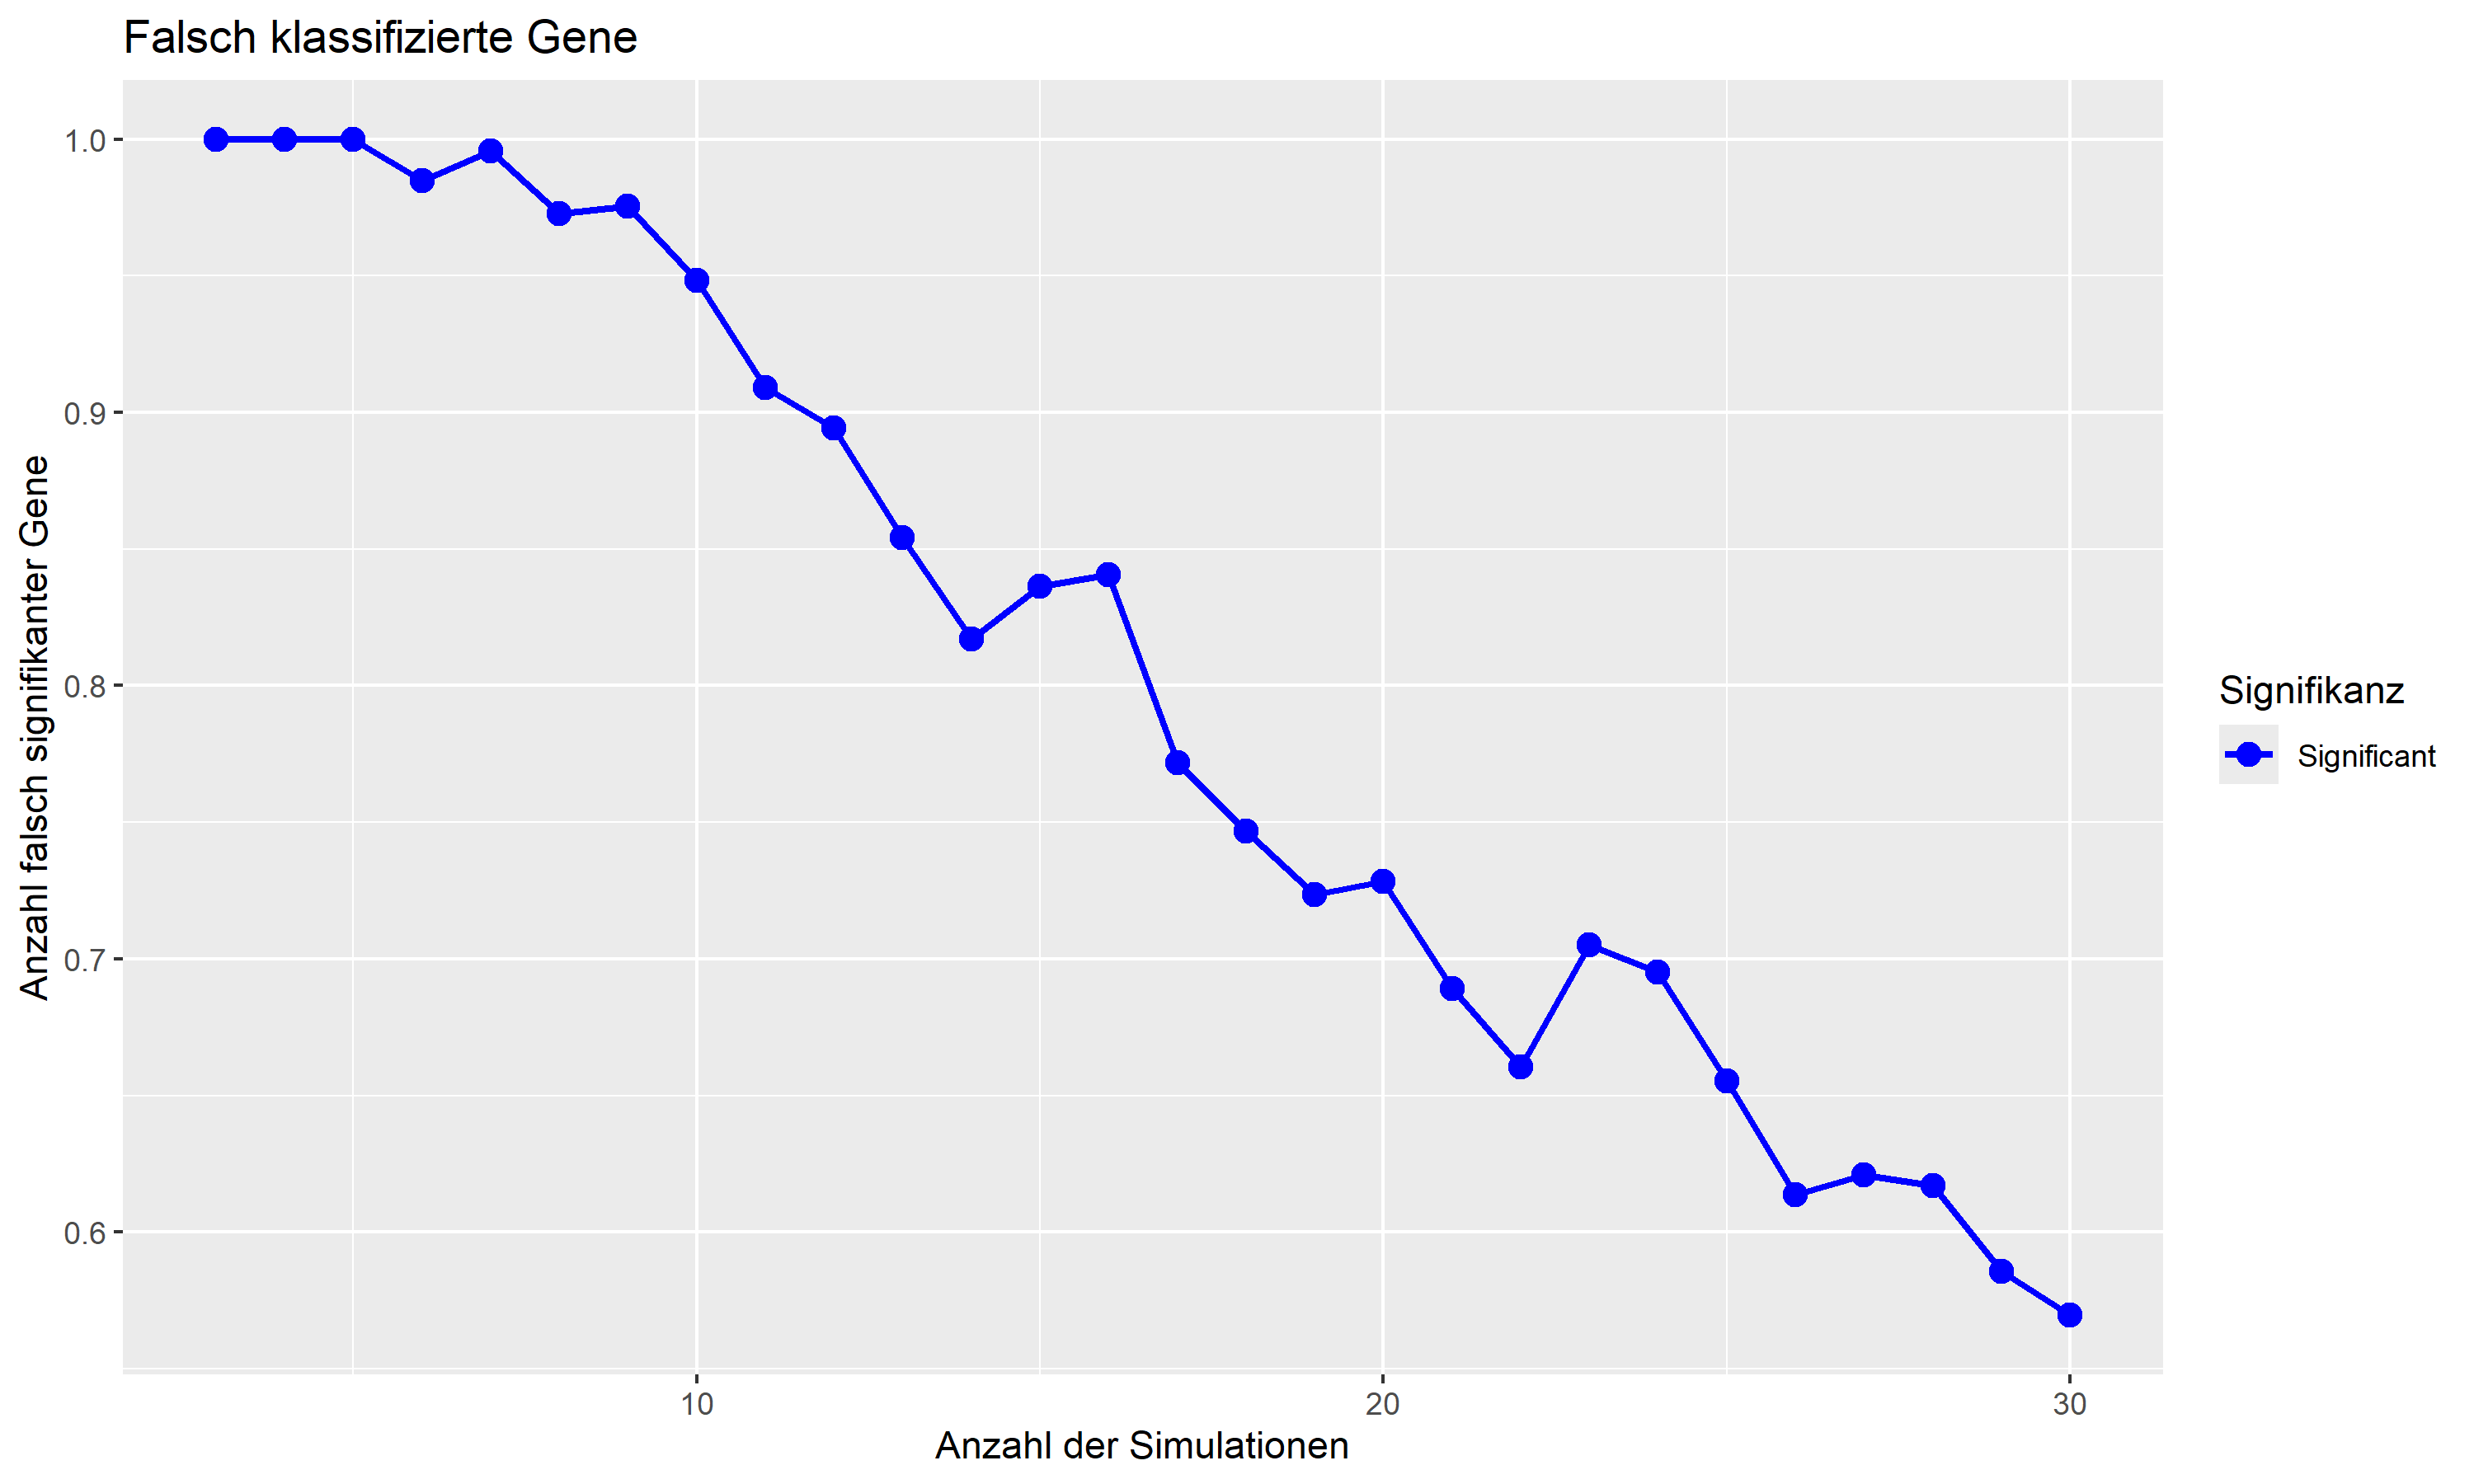 Falsch klassifizierte Gene
Anzahl falsch signifikanter Gene
1.0
0.9
0.8
0.7
0.6
10
20
30
Anzahl der Simulationen
Signifikanz
Significant